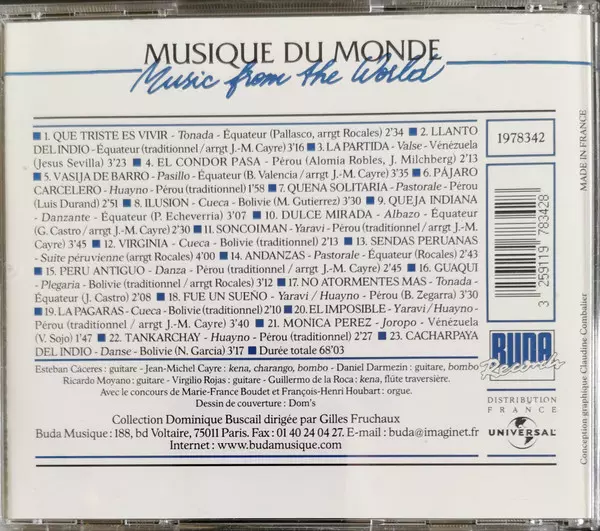 MUSIQUE DU MONDE
Music from the World
■ 1. QUE TRISTE ES VIVIR - Tonada - Équateur (Pallasco, arrgt Rocales) 2'34 ■ 2. LLANTO
DEL INDIO - Équateur (traditionnel / arrgt J.-M. Cayre) 3'16 ■ 3. LA PARTIDA - Valse - Vénézuela
(Jesus Sevilla) 3'23 ■ 4. EL CONDOR PASA - Pérou (Alomia Robles, J. Milchberg) 2'13
■ 5. VASIJA DE BARRO - Pasillo - Équateur (B. Valencia / arrgt J.-M. Cayre) 3'35 ■ 6. PÁJARO
CARCELERO - Huayno - Pérou (traditionnel) 1'58 ■ 7. QUENA SOLITARIA - Pastorale - Pérou
(Luis Durand) 2'51 ■ 8. ILUSION - Cueca - Bolivie (M. Gutierrez) 3'30 ■ 9. QUEJA INDIANA
- Danzante - Équateur (P. Echeverria) 3'07 ■ 10. DULCE MIRADA - Albazo - Équateur
(G. Castro / arrgt J.-M. Cayre) 2'30 ■ 11. SONCOIMAN - Yaravi - Pérou (traditionnel / arrgt J.-M.
Cayre) 3'45 ■ 12. VIRGINIA - Cueca - Bolivie (traditionnel) 2'13 ■ 13. SENDAS PERUANAS
- Suite péruvienne (arrgt Rocales) 4'00 ■ 14. ANDANZAS - Pastorale - Équateur (Rocales) 2'43
■ 15. PERU ANTIGUO - Danza - Pérou (traditionnel / arrgt J.-M. Cayre) 2'45 ■ 16. GUAQUI
- Plegaria - Bolivie (traditionnel / arrgt Rocales) 3'12 ■ 17. NO ATORMENTES MAS - Tonada -
Équateur (J. Castro) 2'08 ■ 18. FUE UN SUEÑO - Yaravi / Huayno - Pérou (B. Zegarra) 3'30
■ 19. LA PAGARAS - Cueca - Bolivie (traditionnel) 2'10 ■ 20. EL IMPOSIBLE - Yaravi / Huayno
- Pérou (traditionnel / arrgt J.-M. Cayre) 3'40 ■ 21. MONICA PEREZ - Joropo - Vénézuela
(V. Sojo) 1'47 ■ 22. TANKARCHAY - Huayno - Pérou (traditionnel) 2'31 ■ 23. CACHARPAYA
DEL INDIO - Danse - Bolivie (N. Garcia) 3'17 ■ Durée totale 68'03
Esteban Cáceres : guitare - Jean-Michel Cayre : kena, charango, bombo - Daniel Darmezin : guitare, bombo
Ricardo Moyano : guitare - Virgilio Rojas : guitare - Guillermo de la Roca : kena, flûte traversière.
Avec le concours de Marie-France Boudet et François-Henri Houbart : orgue.
Dessin de couverture : Dom's
Collection Dominique Buscail dirigée par Gilles Fruchaux
Buda Musique : 188, bd Voltaire, 75011 Paris. Fax : 01 40 24 04 27. E-mail : buda@imaginet.fr
Internet : www.budamusique.com
1978342
3 259119 783428
BUDA
Records
DISTRIBUTION
FRANCE
UNIVERSAL
MADE IN FRANCE
Conception graphique Claudine Combalier